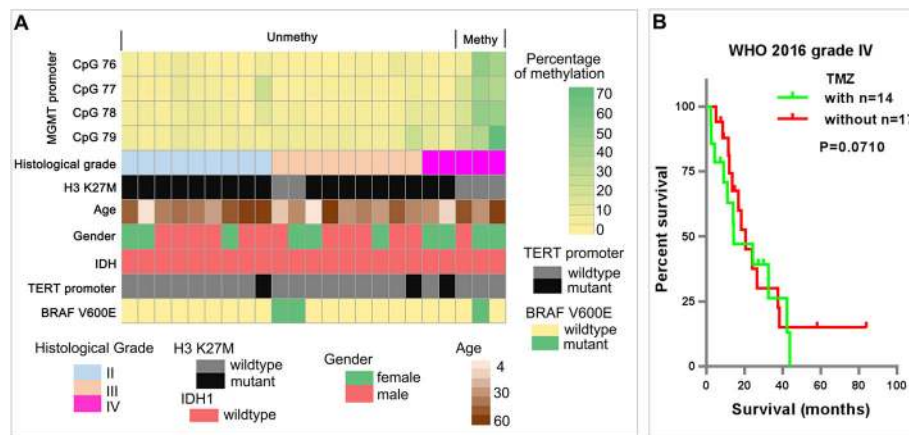 A
Unmethy
Methy
MGMT promoter
CpG 76
CpG 77
CpG 78
CpG 79
Histological grade
H3 K27M
Age
Gender
IDH
TERT promoter
BRAF V600E
Percentage
of methylation
70
60
50
40
30
20
10
0
TERT promoter
wildtype
mutant
BRAF V600E
wildtype
mutant
Histological Grade
II
III
IV
H3 K27M
wildtype
mutant
IDH1
wildtype
Gender
female
male
Age
4
30
60
B
WHO 2016 grade IV
TMZ
with n=14
without n=17
P=0.0710
Percent survival
100
75
50
25
0
0 20 40 60 80 100
Survival (months)